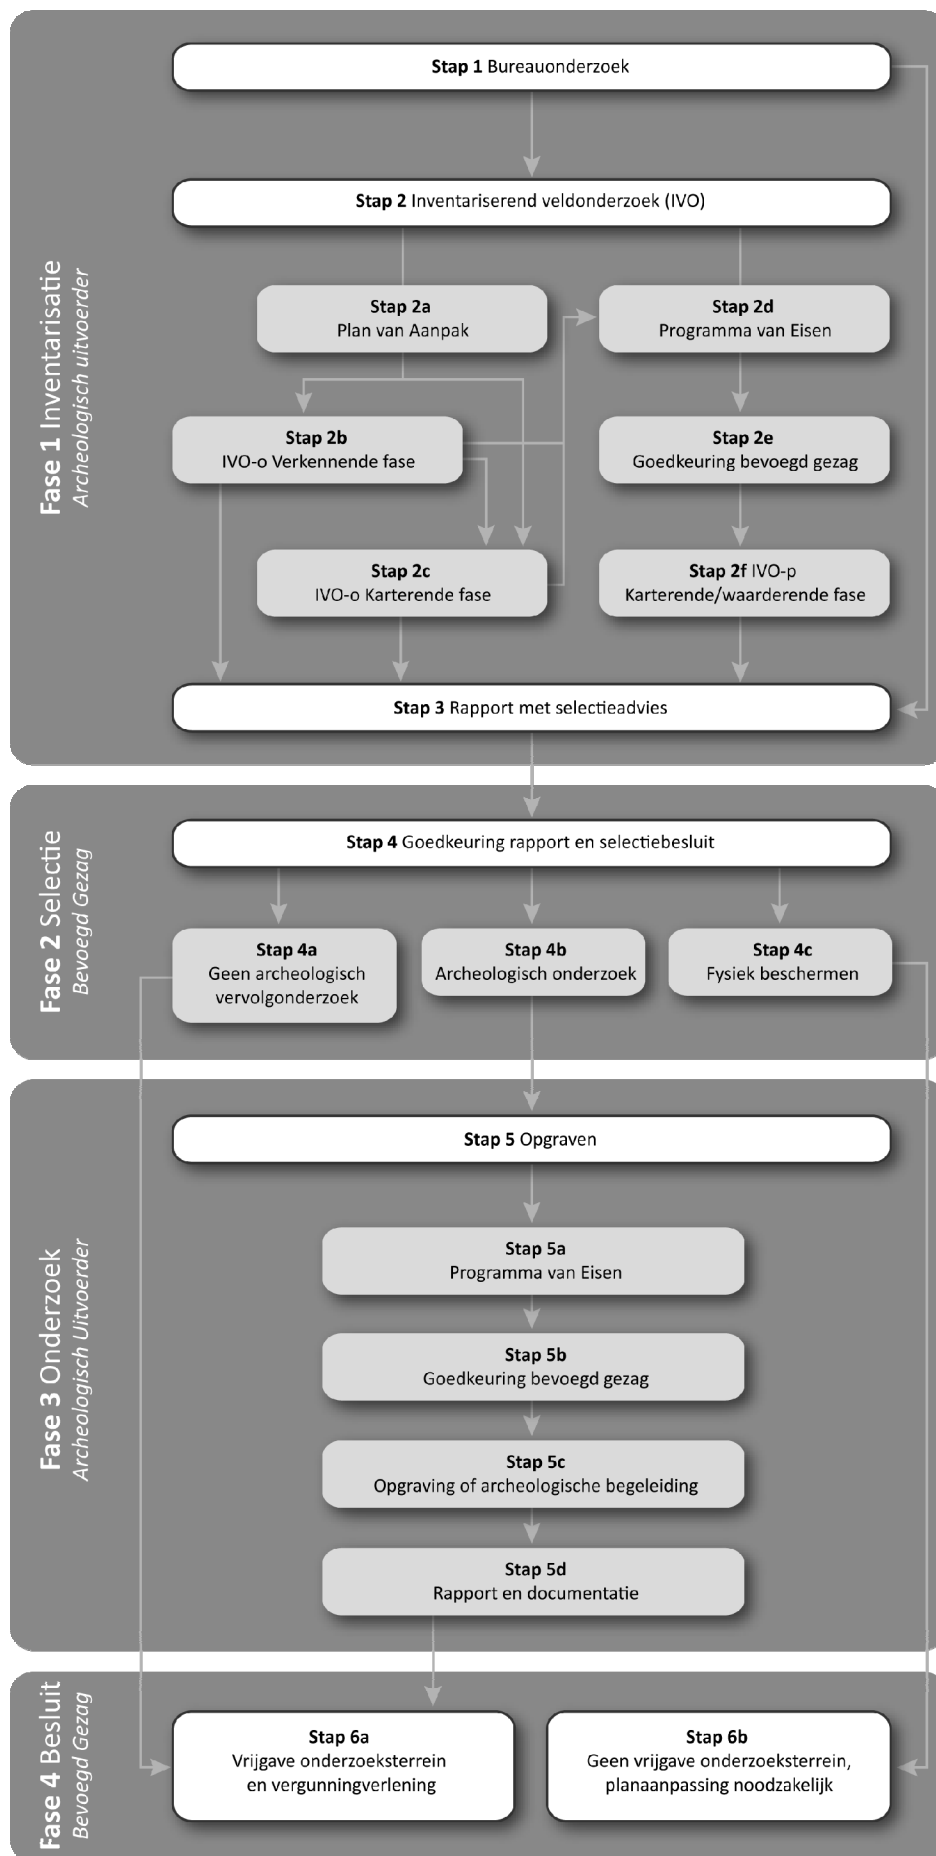 Fase 1 Inventarisatie
Archeologisch uitvoerder
Stap 1 Bureauonderzoek
Stap 2 Inventariserend veldonderzoek (IVO)
Stap 2a
Plan van Aanpak
Stap 2d
Programma van Eisen
Stap 2b
IVO-o Verkennende fase
Stap 2e
Goedkeuring bevoegd gezag
Stap 2c
IVO-o Karterende fase
Stap 2f IVO-p
Karterende/waarderende fase
Stap 3 Rapport met selectieadvies
Fase 2 Selectie
Bevoegd Gezag
Stap 4 Goedkeuring rapport en selectiebesluit
Stap 4a
Geen archeologisch
vervolgonderzoek
Stap 4b
Archeologisch onderzoek
Stap 4c
Fysiek beschermen
Fase 3 Onderzoek
Archeologisch Uitvoerder
Stap 5 Opgraven
Stap 5a
Programma van Eisen
Stap 5b
Goedkeuring bevoegd gezag
Stap 5c
Opgraving of archeologische begeleiding
Stap 5d
Rapport en documentatie
Fase 4 Besluit
Bevoegd Gezag
Stap 6a
Vrijgave onderzoeksterrein
en vergunningverlening
Stap 6b
Geen vrijgave onderzoeksterrein,
planaanpassing noodzakelijk